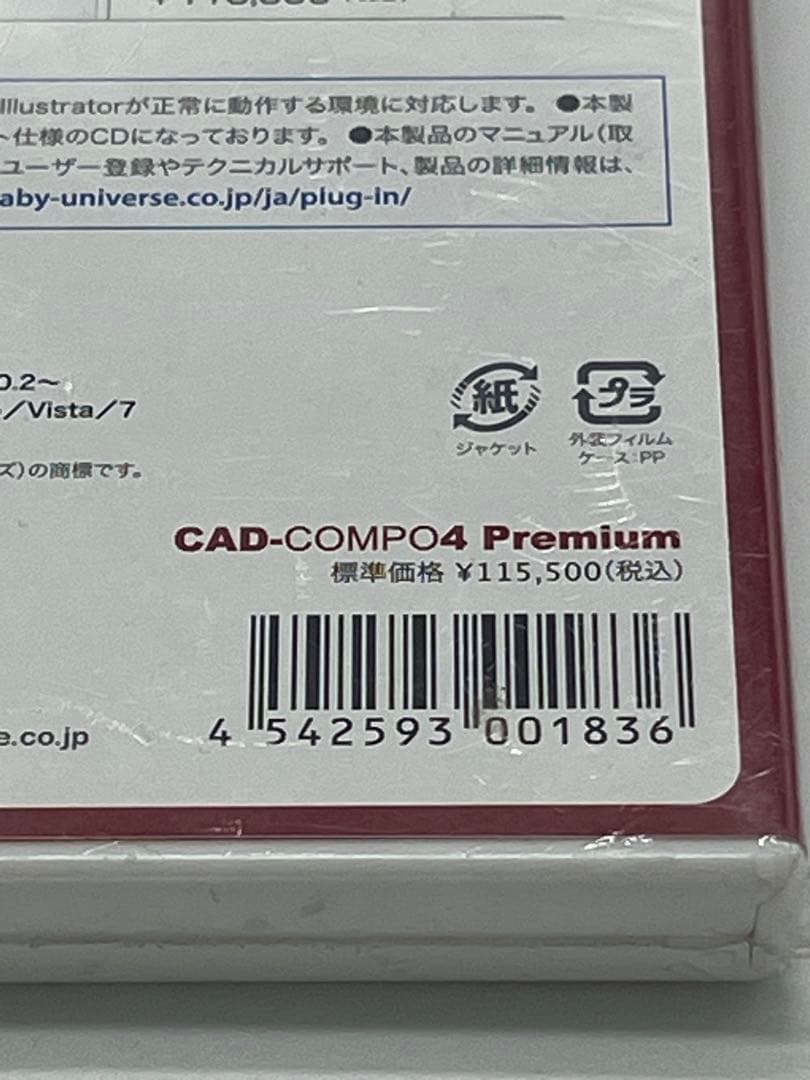 Illustratorが正常に動作する環境に対応します。 ●本製
ト仕様のCDになっております。 ●本製品のマニュアル(取
ユーザー登録やテクニカルサポート、製品の詳細情報は、
aby-universe.co.jp/ja/plug-in/
0.2〜
/Vista/7
紙
プラ
ジャケット
外装フィルム
ケース:PP
ズ)の商標です。
CAD-COMPO4 Premium
標準価格 ¥115,500(税込)
e.co.jp
4 542593 001836